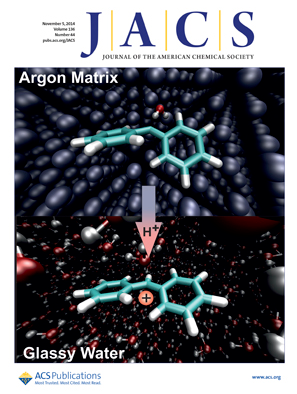 November 5, 2014
Volume 136
Number 44
pubs.acs.org/JACS
J|A|C|S
JOURNAL OF THE AMERICAN CHEMICAL SOCIETY
Argon Matrix
H+
+
Glassy Water
ACS Publications
Most Trusted. Most Cited. Most Read.
www.acs.org